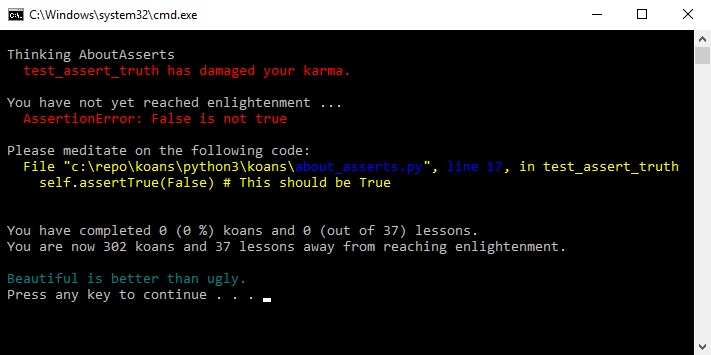 C:\Windows\system32\cmd.exe
Thinking AboutAsserts
test_assert_truth has damaged your karma.
You have not yet reached enlightenment ...
AssertionError: False is not true
Please meditate on the following code:
File "c:\repo\koans\python3\koans\about_asserts.py", line 17, in test_assert_truth
self.assertTrue(False) # This should be True
You have completed 0 (0 %) koans and 0 (out of 37) lessons.
You are now 302 koans and 37 lessons away from reaching enlightenment.
Beautiful is better than ugly.
Press any key to continue . . .